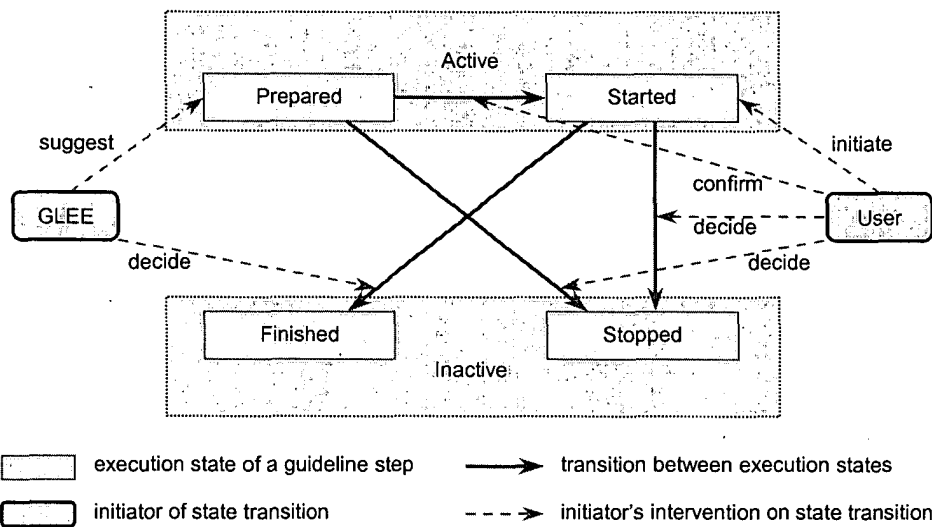 Active
Prepared
Started
suggest
initiate
confirm
GLEE
User
decide
decide
decide
Finished
Stopped
Inactive
execution state of a guideline step
transition between execution states
initiator of state transition
initiator's intervention on state transition